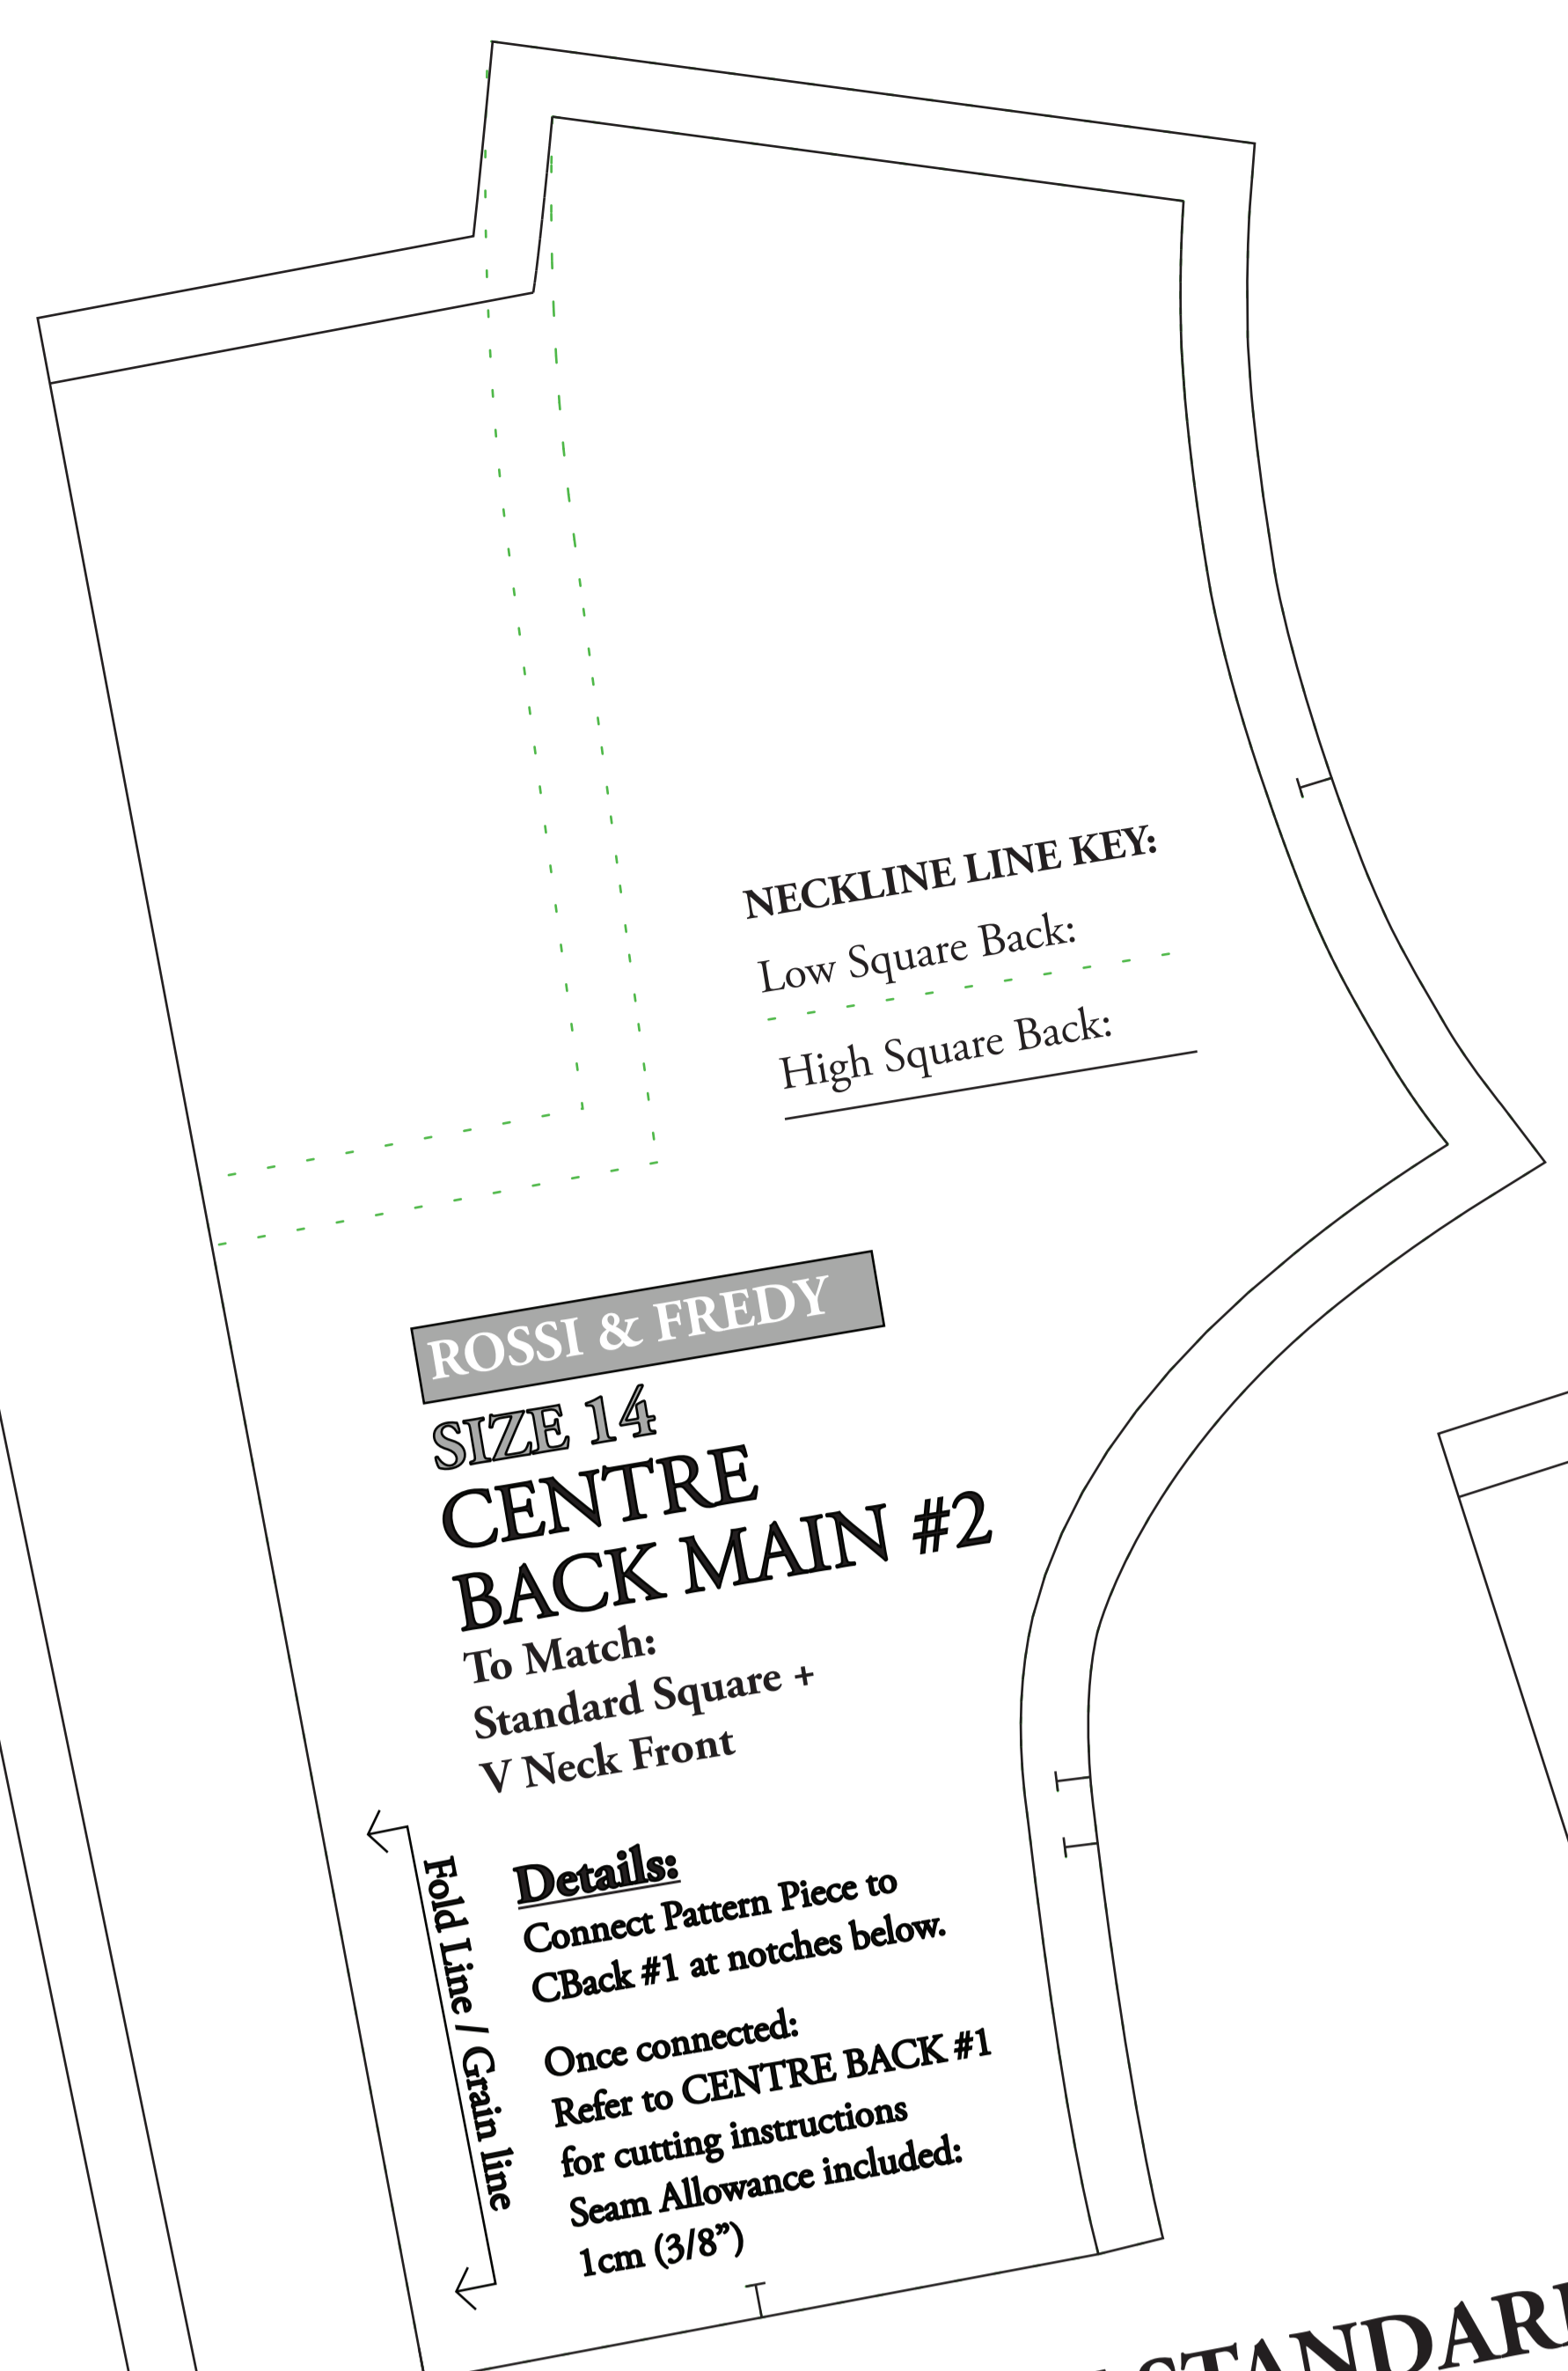 NECKLINE LINE KEY:
Low Square Back:
High Square Back:
ROSSI & FREDY
SIZE 14
CENTRE
BACK MAIN #2
To Match:
Standard Square +
V Neck Front
Fold Line / Grain line
Details:
Connect Pattern Piece to
CBack #1 at notches below.
Once connected:
Refer to CENTRE BACK #1
for cutting instructions
Seam Allowance included:
1cm (3/8”)